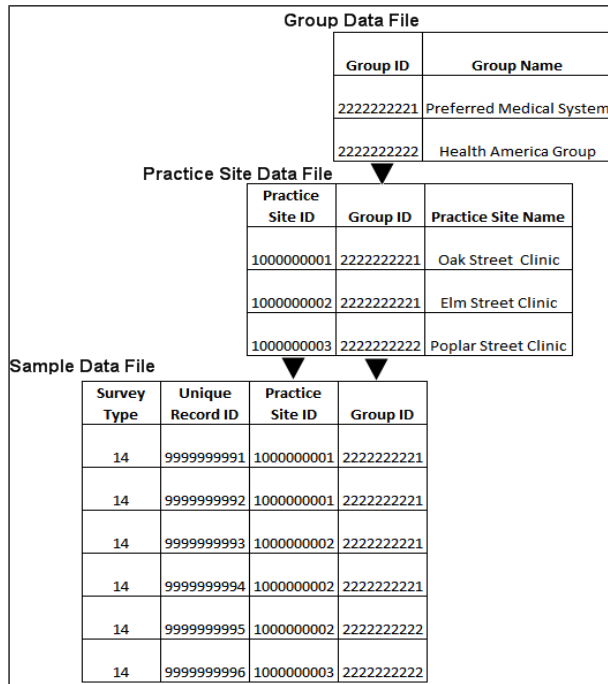 Group Data File
Group ID Group Name
2222222221 Preferred Medical System
2222222222 Health America Group
Practice Site Data File
Practice
Site ID Group ID Practice Site Name
1000000001 2222222221 Oak Street Clinic
1000000002 2222222221 Elm Street Clinic
1000000003 2222222222 Poplar Street Clinic
Sample Data File
Survey Unique Practice
Type Record ID Site ID Group ID
14 9999999991 1000000001 2222222221
14 9999999992 1000000001 2222222221
14 9999999993 1000000002 2222222221
14 9999999994 1000000002 2222222221
14 9999999995 1000000002 2222222222
14 9999999996 1000000003 2222222222